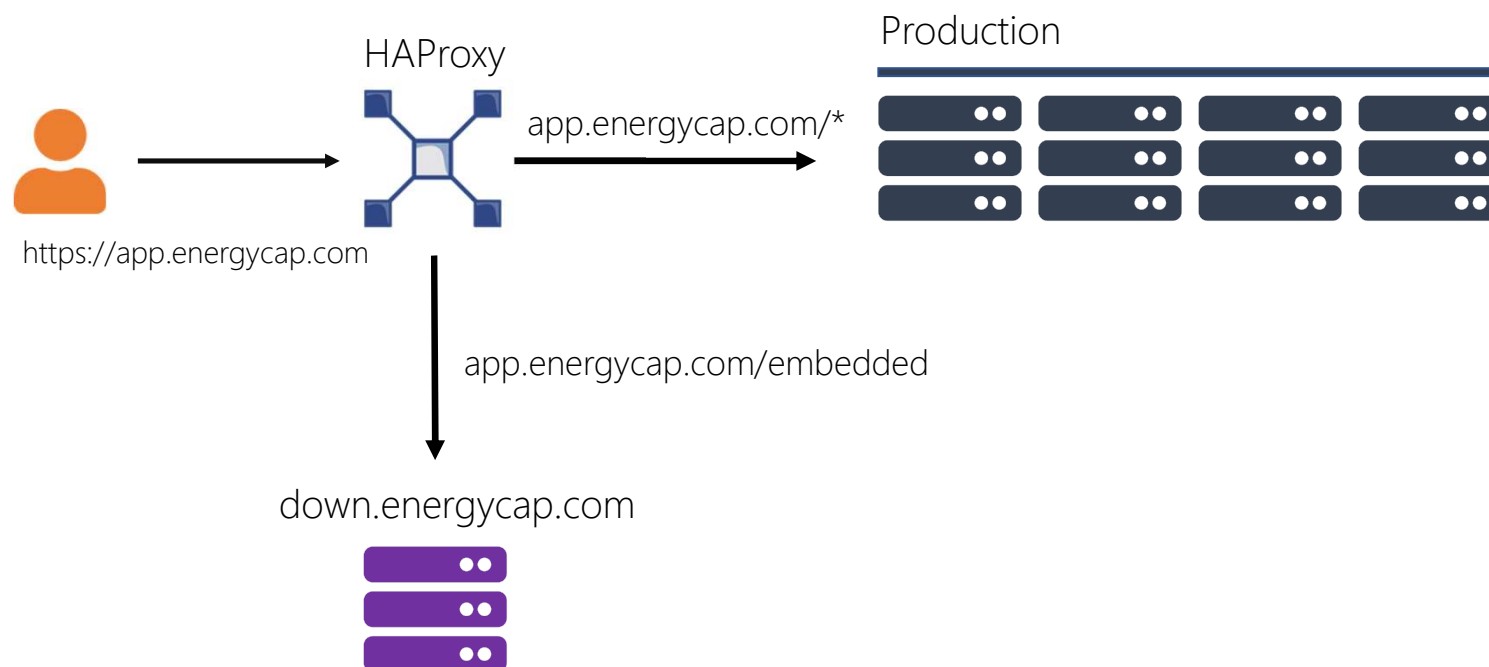 Production
HAProxy
app.energycap.com/*
https://app.energycap.com
app.energycap.com/embedded
down.energycap.com